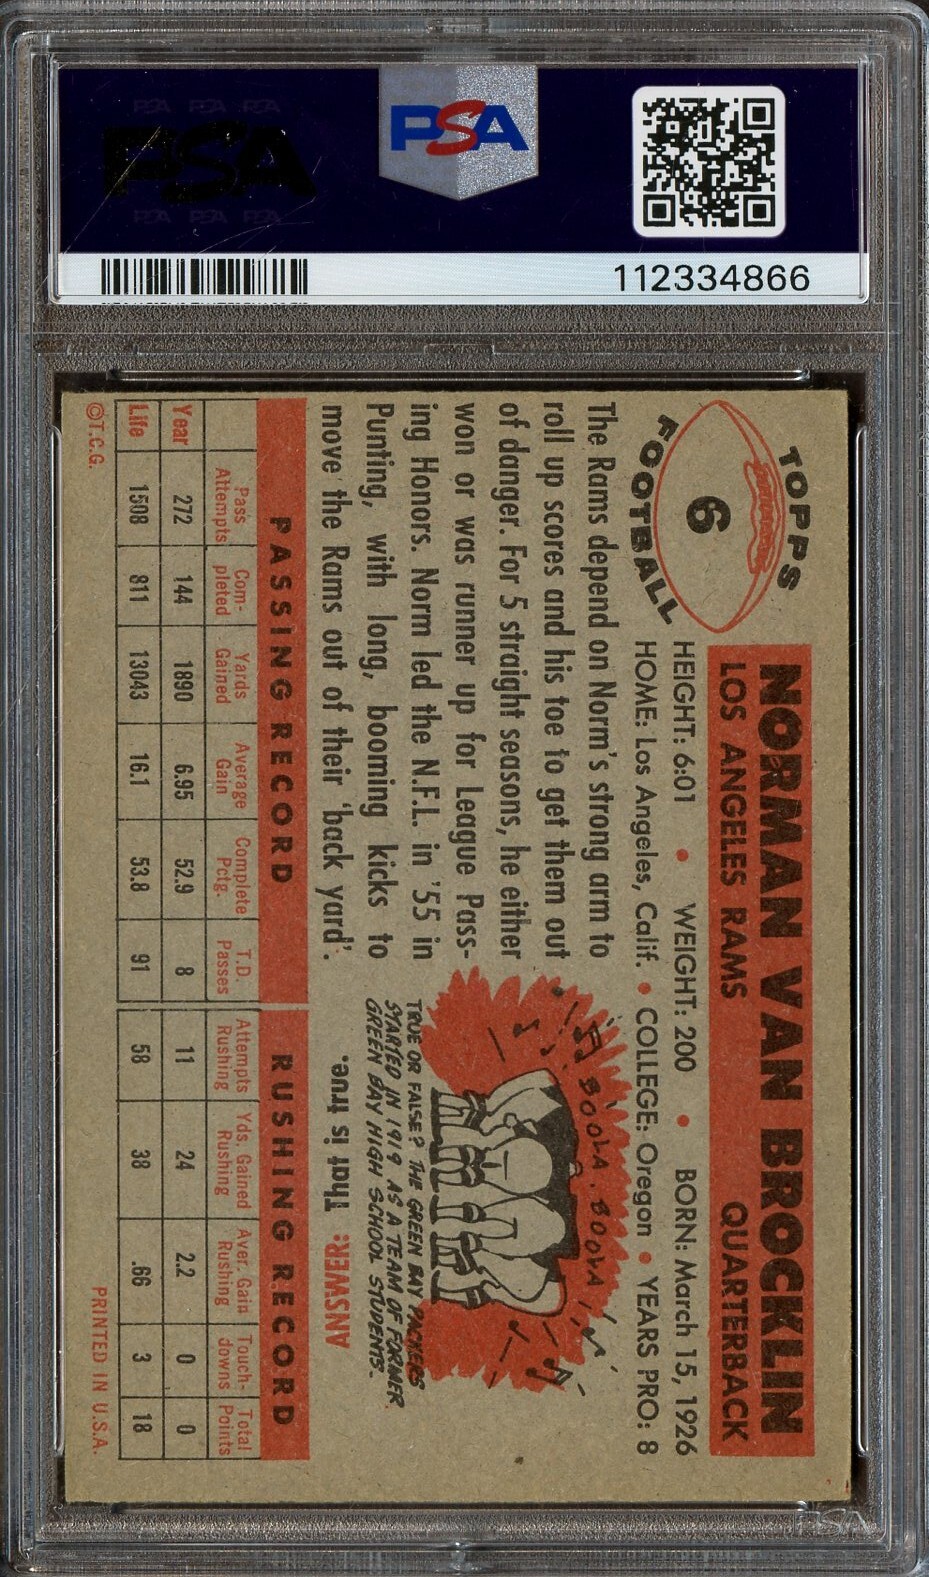 PSA PSA PSA
PSA
PSA PSA PSA
PSA
112334866
TOPPS
6
FOOTBALL
NORMAN VAN BROCKLIN
LOS ANGELES RAMS QUARTERBACK
HEIGHT: 6:01 • WEIGHT: 200 • BORN: March 15, 1926
HOME: Los Angeles, Calif. • COLLEGE: Oregon • YEARS PRO: 8
The Rams depend on Norm's strong arm to
roll up scores and his toe to get them out
of danger. For 5 straight seasons, he either
won or was runner up for League Pass-
ing Honors. Norm led the N.F.L. in '55 in
Punting, with long, booming kicks to
move the Rams out of their 'back yard'.
BOOLA. BOOLA
TRUE OR FALSE? THE GREEN BAY PACKERS
STARTED IN 1919 AS A TEAM OF FORMER
GREEN BAY HIGH SCHOOL STUDENTS.
ANSWER: That is true.
PASSING RECORD RUSHING RECORD
Pass Com- Yards Average Complete T.D. Attempts Yds. Gained Aver. Gain Touch- Total
Attempts pleted Gained Gain Pctg. Passes Rushing Rushing Rushing downs Points
Year 272 144 1890 6.95 52.9 8 11 24 2.2 0 0
Life 1508 811 13043 16.1 53.8 91 58 38 .66 3 18
©T.C.G. PRINTED IN U.S.A.
PSA